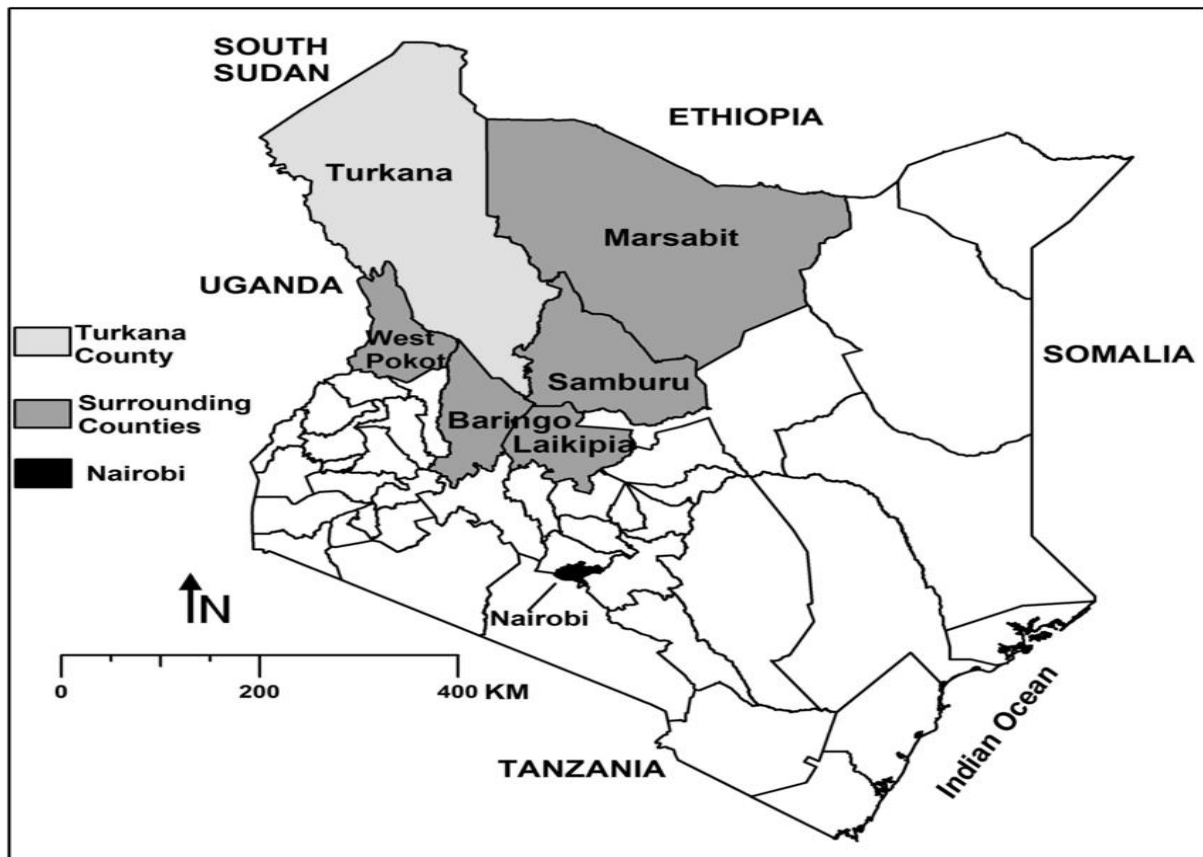 SOUTH
SUDAN
ETHIOPIA
Turkana
Marsabit
UGANDA
Turkana
County
West
Pokot
SOMALIA
Samburu
Surrounding
Counties
Baringo
Laikipia
Nairobi
N
Nairobi
0 200 400 KM
TANZANIA
Indian Ocean